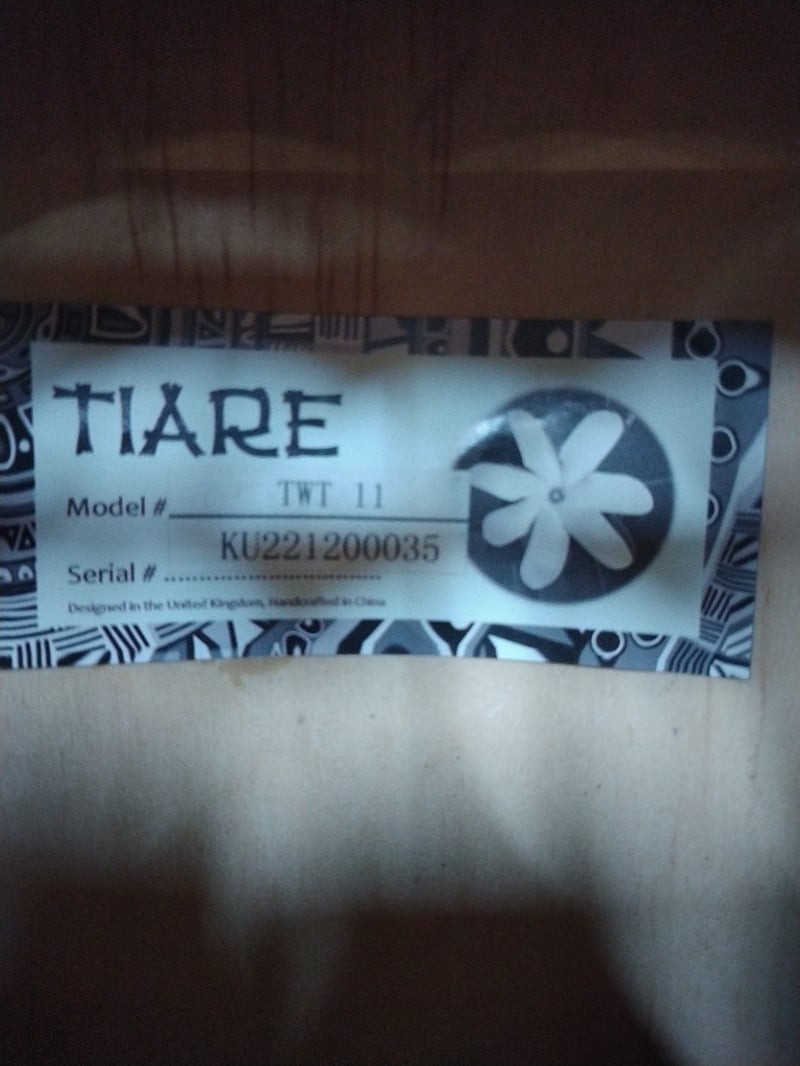 TIARE
Model # TWT 11
Serial # KU221200035
Designed in the United Kingdom, Handcrafted in China